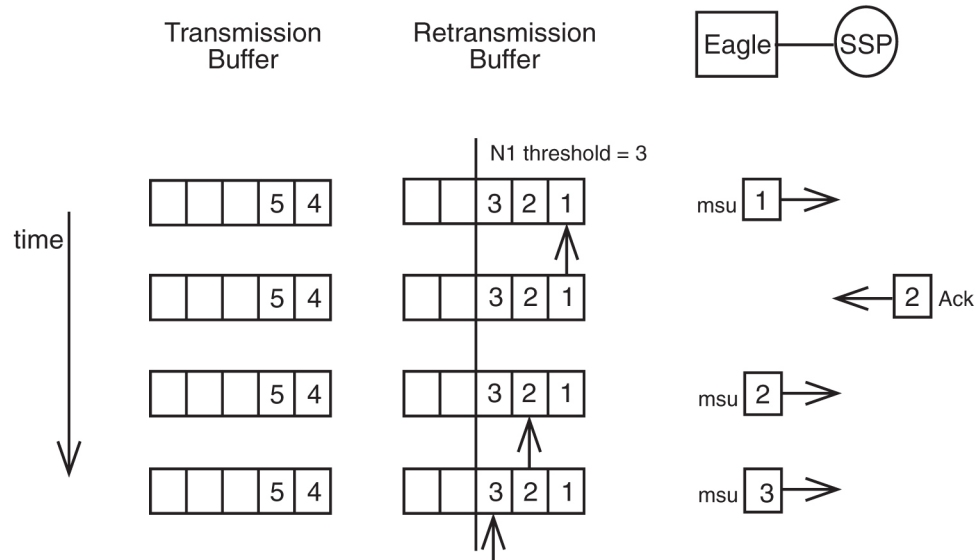 Transmission Buffer
Retransmission Buffer
Eagle
SSP
N1 threshold = 3
time
5 4
3 2 1
msu 1
5 4
3 2 1
2 Ack
5 4
3 2 1
msu 2
5 4
3 2 1
msu 3